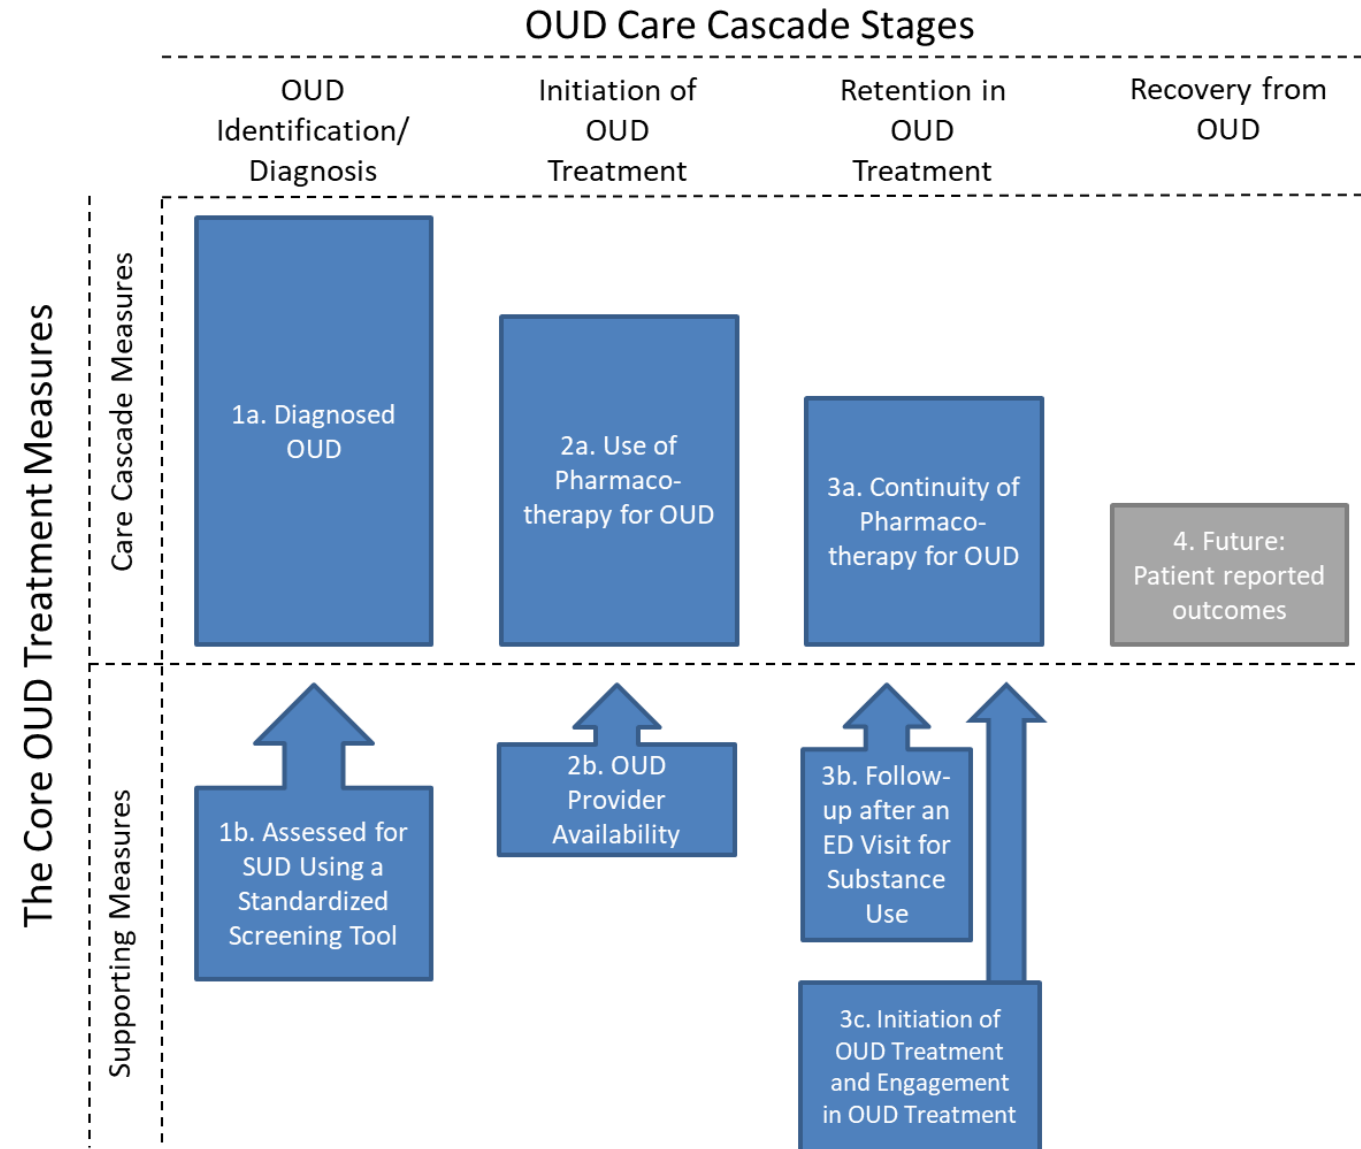 OUD Care Cascade Stages
OUD
Identification/
Diagnosis
Initiation of
OUD
Treatment
Retention in
OUD
Treatment
Recovery from
OUD
The Core OUD Treatment Measures
Care Cascade Measures
1a. Diagnosed
OUD
2a. Use of
Pharmaco-
therapy for OUD
3a. Continuity of
Pharmaco-
therapy for OUD
4. Future:
Patient reported
outcomes
Supporting Measures
1b. Assessed for
SUD Using a
Standardized
Screening Tool
2b. OUD
Provider
Availability
3b. Follow-
up after an
ED Visit for
Substance
Use
3c. Initiation of
OUD Treatment
and Engagement
in OUD Treatment